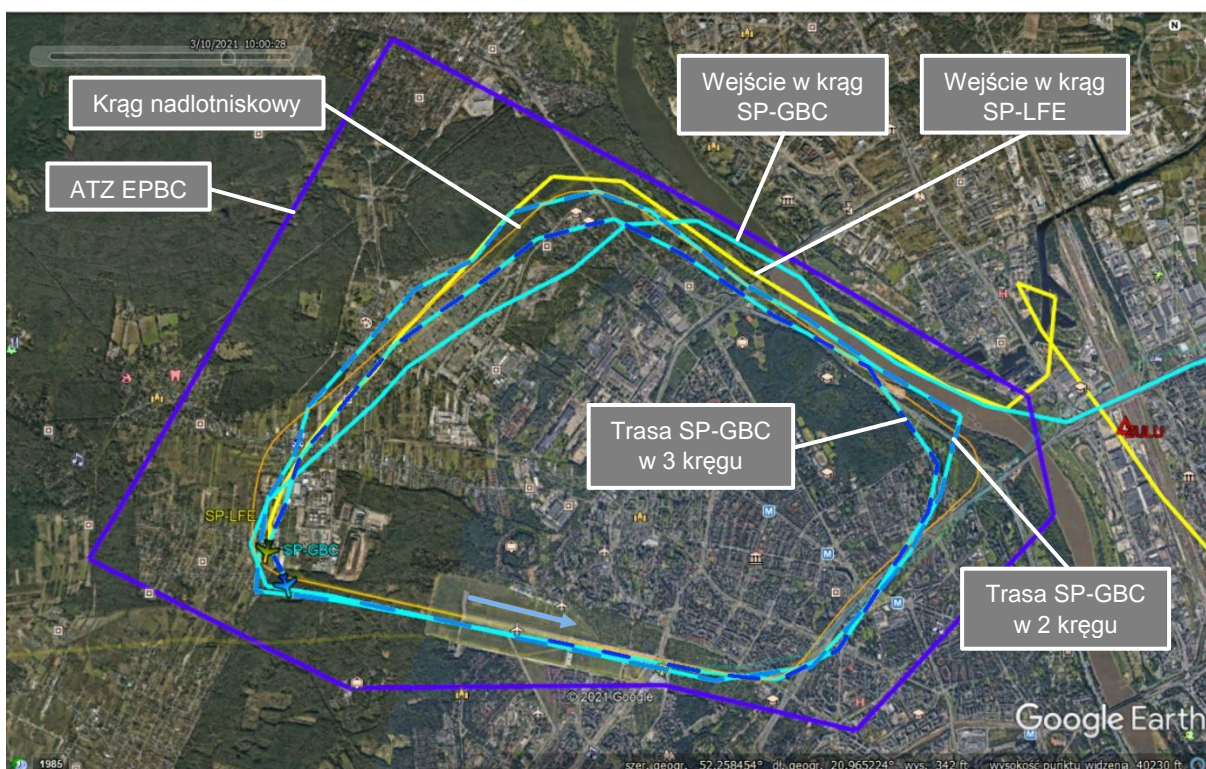 3/10/2021 10:00:28
N
Krąg nadlotniskowy
Wejście w krąg
SP-GBC
Wejście w krąg
SP-LFE
ATZ EPBC
H
ZULU
Trasa SP-GBC
w 3 kręgu
SP-LFE
SP-GBC
M
M
M
M
Trasa SP-GBC
w 2 kręgu
© 2021 Google
H
M
Google Earth
1985
szer. geogr. 52.258454° dł. geogr. 20.965224° wys. 342 ft wysokość punktu widzenia 40230 ft